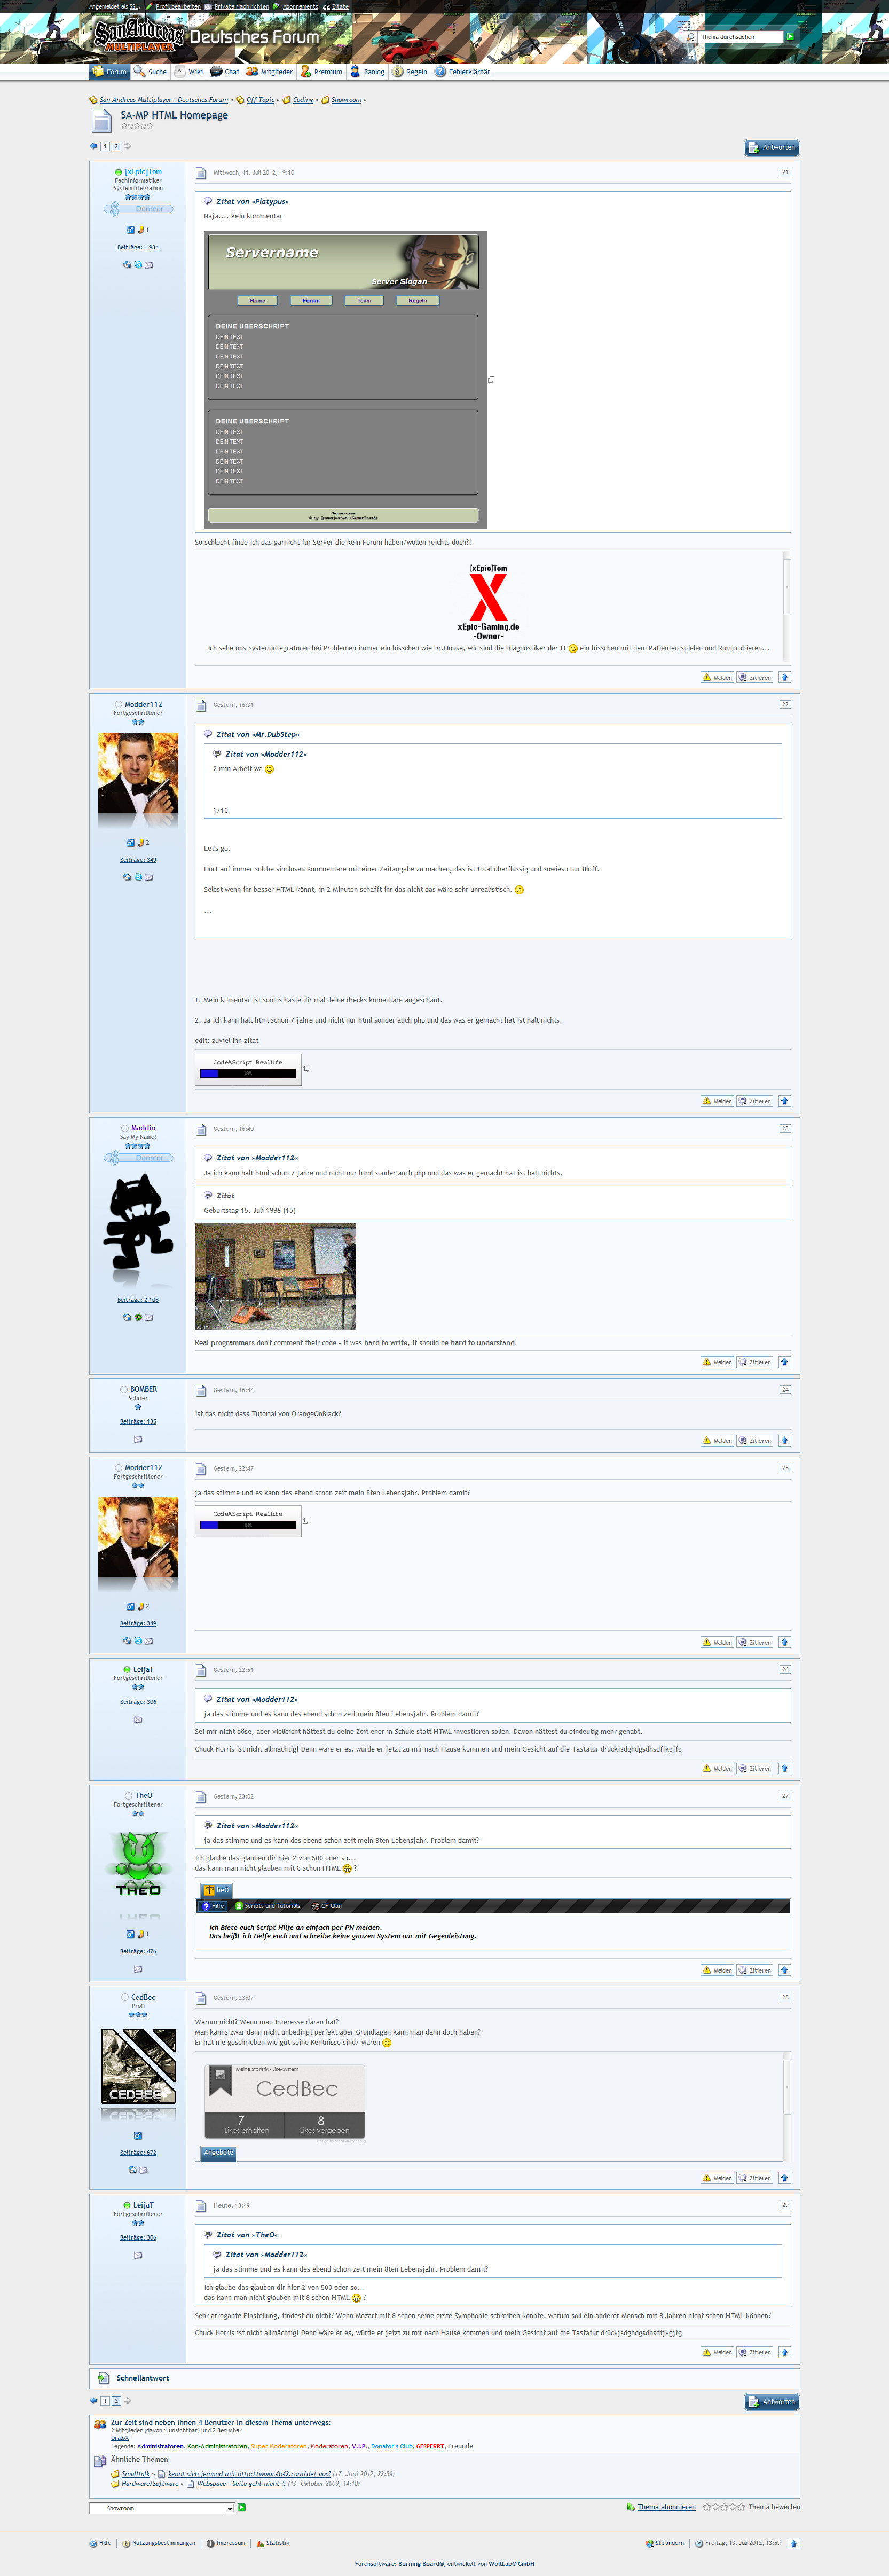 Angemeldet als SSL.
Profil bearbeiten
Private Nachrichten
Abonnements
Zitate
SanAndreas
MULTIPLAYER
Deutsches Forum
Thema durchsuchen
Forum
Suche
Wiki
Chat
Mitglieder
Premium
Banlog
Regeln
Fehlerklärbär
San Andreas Multiplayer - Deutsches Forum » Off-Topic » Coding » Showroom »
SA-MP HTML Homepage
1 2
Antworten
[xEpic]Tom
Fachinformatiker
Systemintegration
Donator
1
Beiträge: 1 934
Mittwoch, 11. Juli 2012, 19:10
21
Zitat von »Platypus«
Naja.... kein kommentar
Servername
Server Slogan
Home
Forum
Team
Regeln
DEINE UBERSCHRIFT
DEIN TEXT
DEIN TEXT
DEIN TEXT
DEIN TEXT
DEIN TEXT
DEIN TEXT
DEINE UBERSCHRIFT
DEIN TEXT
DEIN TEXT
DEIN TEXT
DEIN TEXT
DEIN TEXT
DEIN TEXT
Servername
So schlecht finde ich das garnicht für Server die kein Forum haben/wollen reichts doch?!
[xEpic]Tom
X
xEpic-Gaming.de
-Owner-
Ich sehe uns Systemintegratoren bei Problemen immer ein bisschen wie Dr.House, wir sind die Diagnostiker der IT ein bisschen mit dem Patienten spielen und Rumprobieren...
Melden
Zitieren
Modder112
Fortgeschrittener
2
Beiträge: 349
Gestern, 16:31
22
Zitat von »Mr.DubStep«
Zitat von »Modder112«
2 min Arbeit wa
1/10
Let's go.
Hört auf immer solche sinnlosen Kommentare mit einer Zeitangabe zu machen, das ist total überflüssig und sowieso nur Blöff.
Selbst wenn ihr besser HTML könnt, in 2 Minuten schafft ihr das nicht das wäre sehr unrealistisch.
...
1. Mein komentar ist sonlos haste dir mal deine drecks komentare angeschaut.
2. Ja ich kann halt html schon 7 jahre und nicht nur html sonder auch php und das was er gemacht hat ist halt nichts.
edit: zuviel ihn zitat
CodeAScript Reallife
Melden
Zitieren
Maddin
Say My Name!
Donator
Beiträge: 2 108
Gestern, 16:40
23
Zitat von »Modder112«
Ja ich kann halt html schon 7 jahre und nicht nur html sonder auch php und das was er gemacht hat ist halt nichts.
Zitat
Geburtstag 15. Juli 1996 (15)
Real programmers don't comment their code - it was hard to write, it should be hard to understand.
Melden
Zitieren
BOMBER
Schüler
Beiträge: 135
Gestern, 16:44
24
Ist das nicht dass Tutorial von OrangeOnBlack?
Melden
Zitieren
Modder112
Fortgeschrittener
2
Beiträge: 349
Gestern, 22:47
25
ja das stimme und es kann des ebend schon zeit mein 8ten Lebensjahr. Problem damit?
CodeAScript Reallife
Melden
Zitieren
LeijaT
Fortgeschrittener
Beiträge: 306
Gestern, 22:51
26
Zitat von »Modder112«
ja das stimme und es kann des ebend schon zeit mein 8ten Lebensjahr. Problem damit?
Sei mir nicht böse, aber vielleicht hättest du deine Zeit eher in Schule statt HTML investieren sollen. Davon hättest du eindeutig mehr gehabt.
Chuck Norris ist nicht allmächtig! Denn wäre er es, würde er jetzt zu mir nach Hause kommen und mein Gesicht auf die Tastatur drückjsdghdgsdhsdfjkgjfg
Melden
Zitieren
TheO
Fortgeschrittener
THEO
1
Beiträge: 476
Gestern, 23:02
27
Zitat von »Modder112«
ja das stimme und es kann des ebend schon zeit mein 8ten Lebensjahr. Problem damit?
Ich glaube das glauben dir hier 2 von 500 oder so...
das kann man nicht glauben mit 8 schon HTML ?
TheO
Hilfe
Scripts und Tutorials
CF-Clan
Ich Biete euch Script Hilfe an einfach per PN melden.
Das heißt ich Helfe euch und schreibe keine ganzen System nur mit Gegenleistung.
Melden
Zitieren
CedBec
Profi
CEDBEC
Beiträge: 672
Gestern, 23:07
28
Warum nicht? Wenn man Interesse daran hat?
Man kanns zwar dann nicht unbedingt perfekt aber Grundlagen kann man dann doch haben?
Er hat nie geschrieben wie gut seine Kentnisse sind/ waren
Meine Statistik - Like-System
CedBec
7
Likes erhalten
8
Likes vergeben
Angebote
Melden
Zitieren
LeijaT
Fortgeschrittener
Beiträge: 306
Heute, 13:49
29
Zitat von »TheO«
Zitat von »Modder112«
ja das stimme und es kann des ebend schon zeit mein 8ten Lebensjahr. Problem damit?
Ich glaube das glauben dir hier 2 von 500 oder so...
das kann man nicht glauben mit 8 schon HTML ?
Sehr arrogante Einstellung, findest du nicht? Wenn Mozart mit 8 schon seine erste Symphonie schreiben konnte, warum soll ein anderer Mensch mit 8 Jahren nicht schon HTML können?
Chuck Norris ist nicht allmächtig! Denn wäre er es, würde er jetzt zu mir nach Hause kommen und mein Gesicht auf die Tastatur drückjsdghdgsdhsdfjkgjfg
Melden
Zitieren
Schnellantwort
1 2
Antworten
Zur Zeit sind neben Ihnen 4 Benutzer in diesem Thema unterwegs:
2 Mitglieder (davon 1 unsichtbar) und 2 Besucher
DrajoX
Legende: Administratoren, Kon-Administratoren, Super Moderatoren, Moderatoren, V.I.P., Donator's Club, GESPERRT, Freunde
Ähnliche Themen
Smalltalk » kennt sich jemand mit http://www.4b42.com/de/ aus? (17. Juni 2012, 22:58)
Hardware/Software » Webspace - Seite geht nicht ?! (13. Oktober 2009, 14:10)
Showroom
Thema abonnieren
Thema bewerten
Hilfe
Nutzungsbestimmungen
Impressum
Statistik
Stil ändern
Freitag, 13. Juli 2012, 13:59
Forensoftware: Burning Board®, entwickelt von WoltLab® GmbH